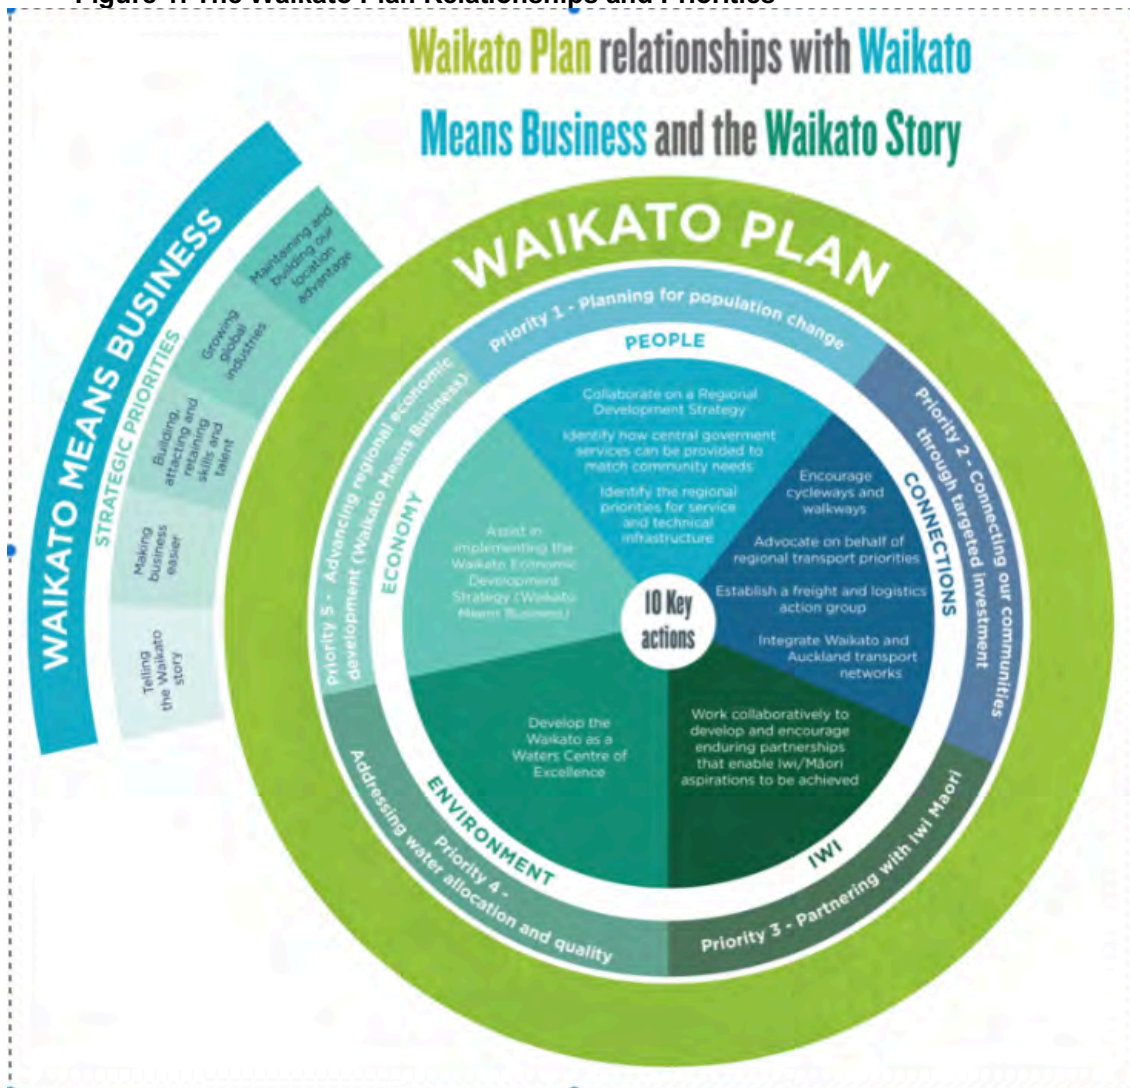 Figure 1: The Waikato Plan Relationships and Priorities
Waikato Plan relationships with Waikato
Means Business and the Waikato Story
WAIKATO MEANS BUSINESS
STRATEGIC PRIORITIES
Maintaining and
building our
location
advantage
Growing
global
industries
Building,
attacting and
retaining
skills and
talent
Making
business
easier
Telling
the Waikato
story
WAIKATO PLAN
Priority 1 - Planning for population change
PEOPLE
Collaborate on a Regional
Development Strategy
Identify how central goverment
services can be provided to
match community needs
Identify the regional
priorities for service
and technical
infrastructure
Priority 2 - Connecting our communities
through targeted investment
CONNECTIONS
Encourage
cycleways and
walkways
Advocate on behalf of
regional transport priorities
Establish a freight and logistics
action group
Integrate Waikato and
Auckland transport
networks
Priority 3 - Partnering with Iwi Maori
IWI
Work collaboratively to
develop and encourage
enduring partnerships
that enable Iwi/Māori
aspirations to be achieved
Priority 4 -
Addressing water allocation and quality
ENVIRONMENT
Develop the
Waikato as a
Waters Centre of
Excellence
Priority 5 - Advancing regional economic
development (Waikato Means Business)
ECONOMY
Assist in
implementing the
Waikato Economic
Development
Strategy (Waikato
Means Business)
10 Key
actions